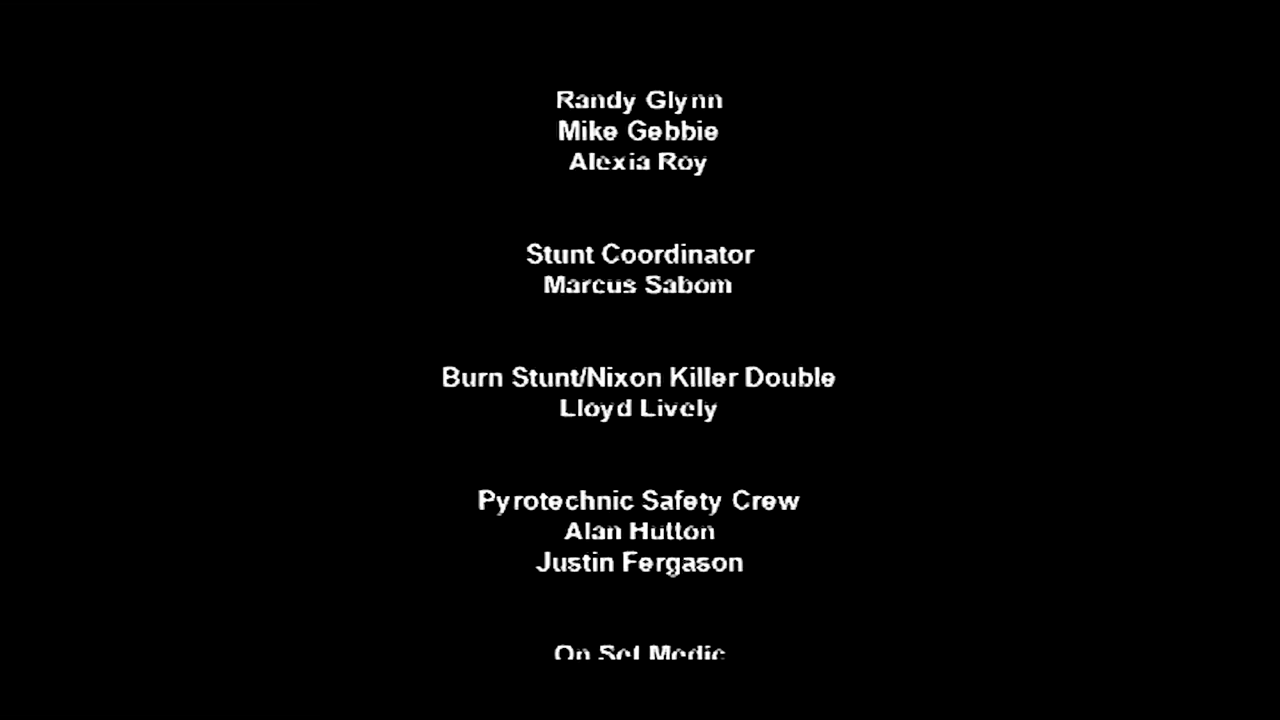 Randy Glynn
Mike Gebbie
Alexia Roy
Stunt Coordinator
Marcus Sabom
Burn Stunt/Nixon Killer Double
Lloyd Lively
Pyrotechnic Safety Crew
Alan Hutton
Justin Fergason
On Set Medic